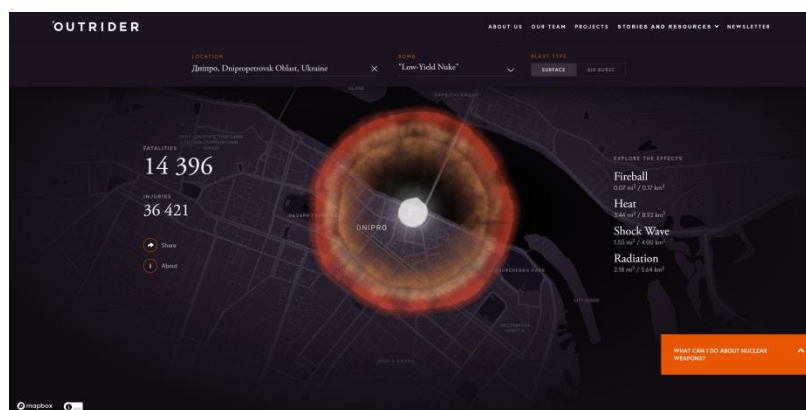 OUTRIDER
ABOUT US OUR TEAM PROJECTS STORIES AND RESOURCES NEWSLETTER
LOCATION
Дніпро, Dnipropetrovsk Oblast, Ukraine
BOMB
"Low-Yield Nuke"
BLAST TYPE
SURFACE AIR BURST
FATALITIES
14 396
INJURIES
36 421
Share
About
DNIPRO
EXPLORE THE EFFECTS
Fireball
0.07 mi² / 0.17 km²
Heat
3.44 mi² / 8.92 km²
Shock Wave
1.55 mi² / 4.00 km²
Radiation
2.18 mi² / 5.64 km²
WHAT CAN I DO ABOUT NUCLEAR
WEAPONS?
mapbox